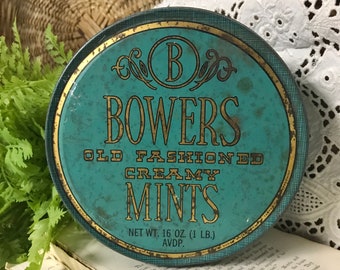 B
BOWERS
OLD FASHIONED
CREAMY
MINTS
NET WT. 16 OZ. (1 LB.)
AVDP.